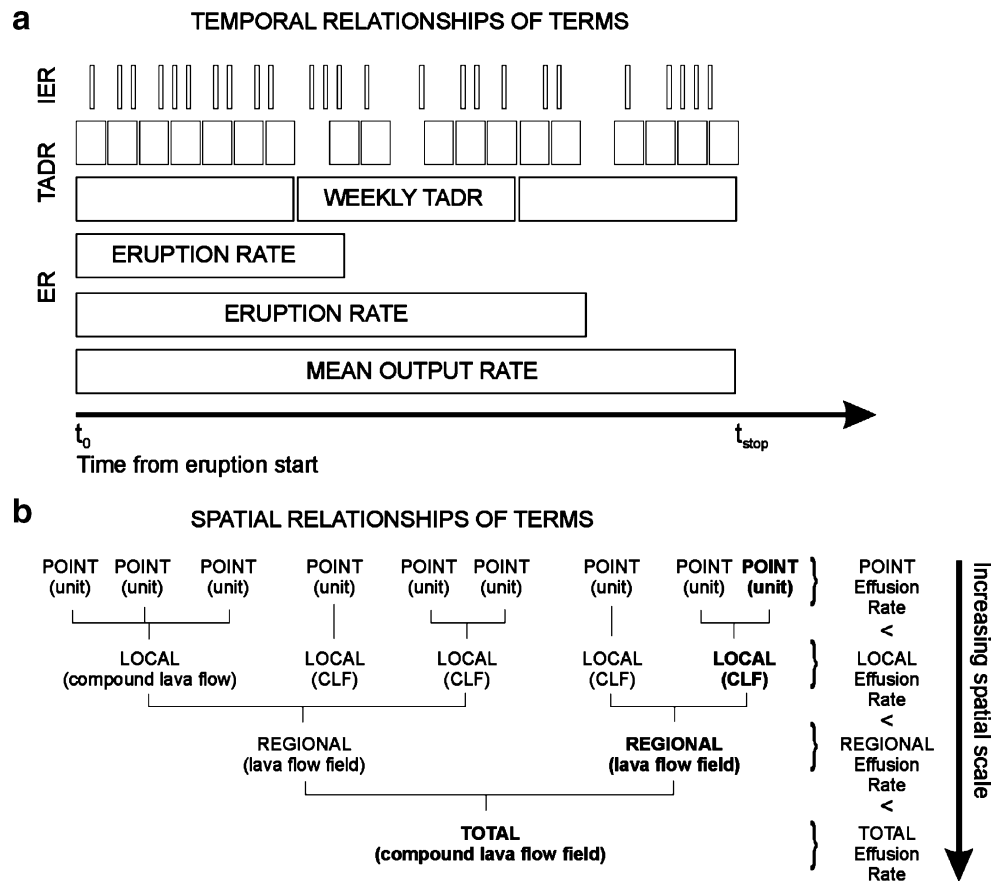 a
TEMPORAL RELATIONSHIPS OF TERMS
IER
TADR
WEEKLY TADR
ER
ERUPTION RATE
ERUPTION RATE
MEAN OUTPUT RATE
t0
tstop
Time from eruption start
b
SPATIAL RELATIONSHIPS OF TERMS
POINT POINT POINT POINT POINT POINT POINT POINT POINT } POINT
(unit) (unit) (unit) (unit) (unit) (unit) (unit) (unit) (unit) Effusion
Rate
<
LOCAL LOCAL LOCAL LOCAL LOCAL } LOCAL
(compound lava flow) (CLF) (CLF) (CLF) (CLF) Effusion
Rate
<
REGIONAL REGIONAL } REGIONAL
(lava flow field) (lava flow field) Effusion
Rate
<
TOTAL } TOTAL
(compound lava flow field) Effusion
Rate
Increasing spatial scale